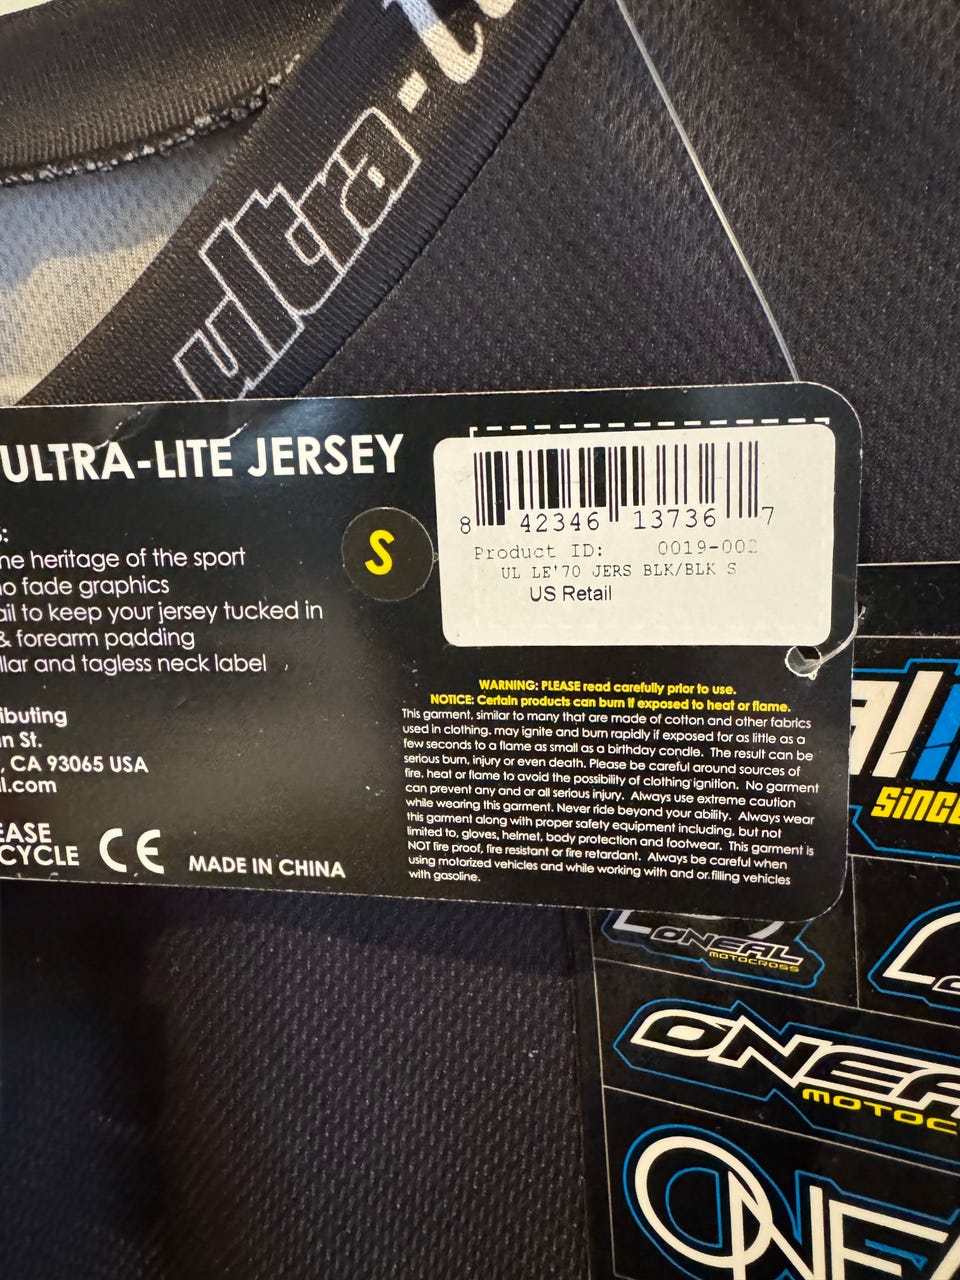 ultra-
ULTRA-LITE JERSEY
he heritage of the sport
no fade graphics
ail to keep your jersey tucked in
& forearm padding
llar and tagless neck label
ibuting
n St.
, CA 93065 USA
l.com
EASE
CYCLE CE MADE IN CHINA
S
8 42346 13736 7
Product ID: 0019-002
UL LE'70 JERS BLK/BLK S
US Retail
WARNING: PLEASE read carefully prior to use.
NOTICE: Certain products can burn if exposed to heat or flame.
This garment, similar to many that are made of cotton and other fabrics
used in clothing, may ignite and burn rapidly if exposed for as little as a
few seconds to a flame as small as a birthday candle. The result can be
serious burn, injury or even death. Please be careful around sources of
fire, heat or flame to avoid the possibility of clothing ignition. No garment
can prevent any and or all serious injury. Always use extreme caution
while wearing this garment. Never ride beyond your ability. Always wear
this garment along with proper safety equipment including, but not
limited to, gloves, helmet, body protection and footwear. This garment is
NOT fire proof, fire resistant or fire retardant. Always be careful when
using motorized vehicles and while working with and or filling vehicles
with gasoline.
al
SINCE
ONEAL
MOTOCROSS
ONEA
MOTOC
ONE